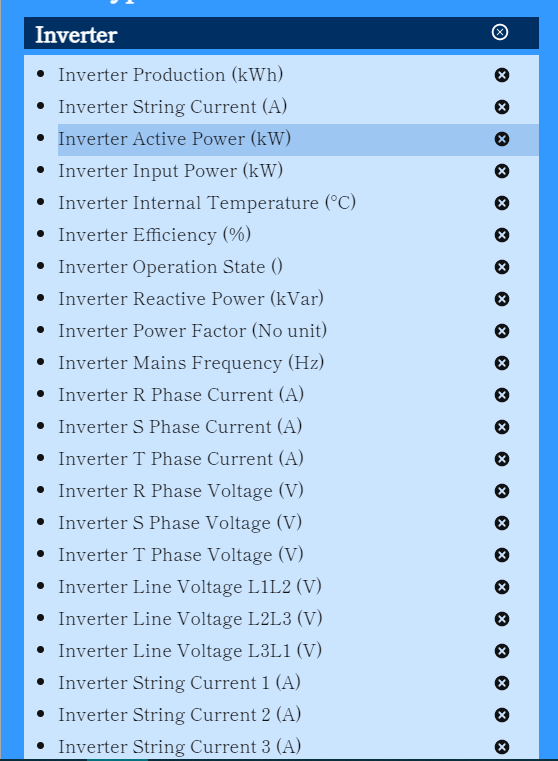 Inverter
Inverter Production (kWh)
Inverter String Current (A)
Inverter Active Power (kW)
Inverter Input Power (kW)
Inverter Internal Temperature (°C)
Inverter Efficiency (%)
Inverter Operation State ()
Inverter Reactive Power (kVar)
Inverter Power Factor (No unit)
Inverter Mains Frequency (Hz)
Inverter R Phase Current (A)
Inverter S Phase Current (A)
Inverter T Phase Current (A)
Inverter R Phase Voltage (V)
Inverter S Phase Voltage (V)
Inverter T Phase Voltage (V)
Inverter Line Voltage L1L2 (V)
Inverter Line Voltage L2L3 (V)
Inverter Line Voltage L3L1 (V)
Inverter String Current 1 (A)
Inverter String Current 2 (A)
Inverter String Current 3 (A)